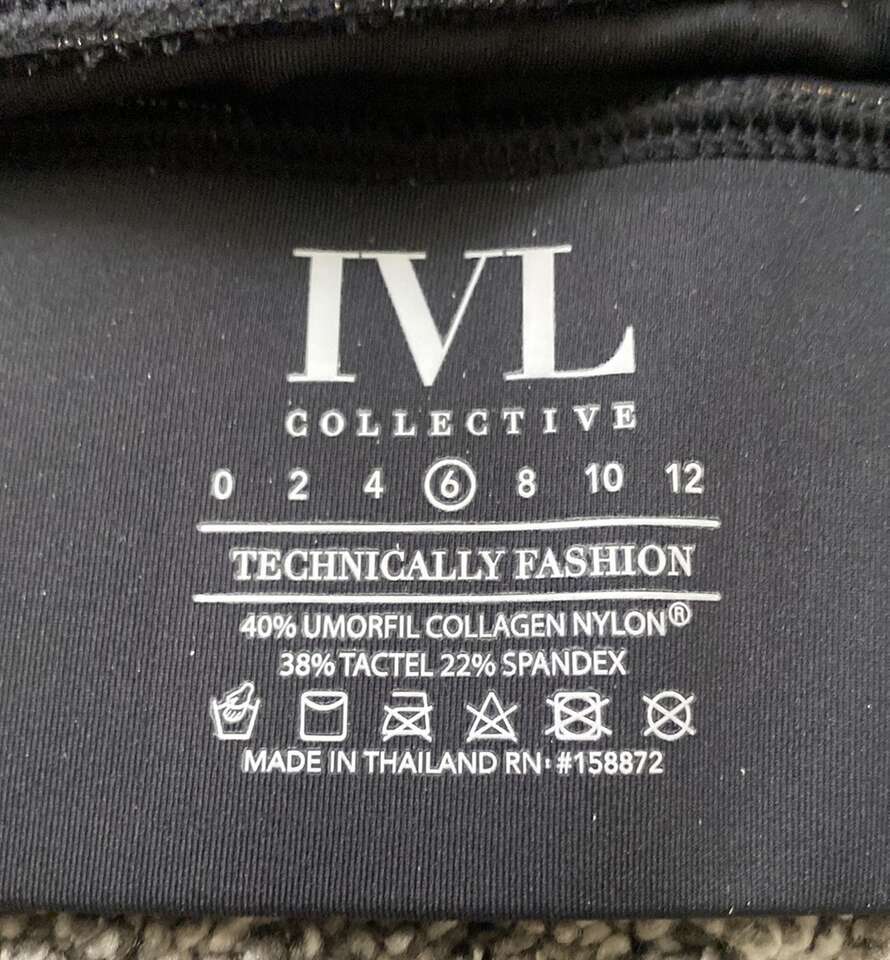 IVL
COLLECTIVE
0 2 4 6 8 10 12
TECHNICALLY FASHION
40% UMORFIL COLLAGEN NYLON®
38% TACTEL 22% SPANDEX
MADE IN THAILAND RN: #158872